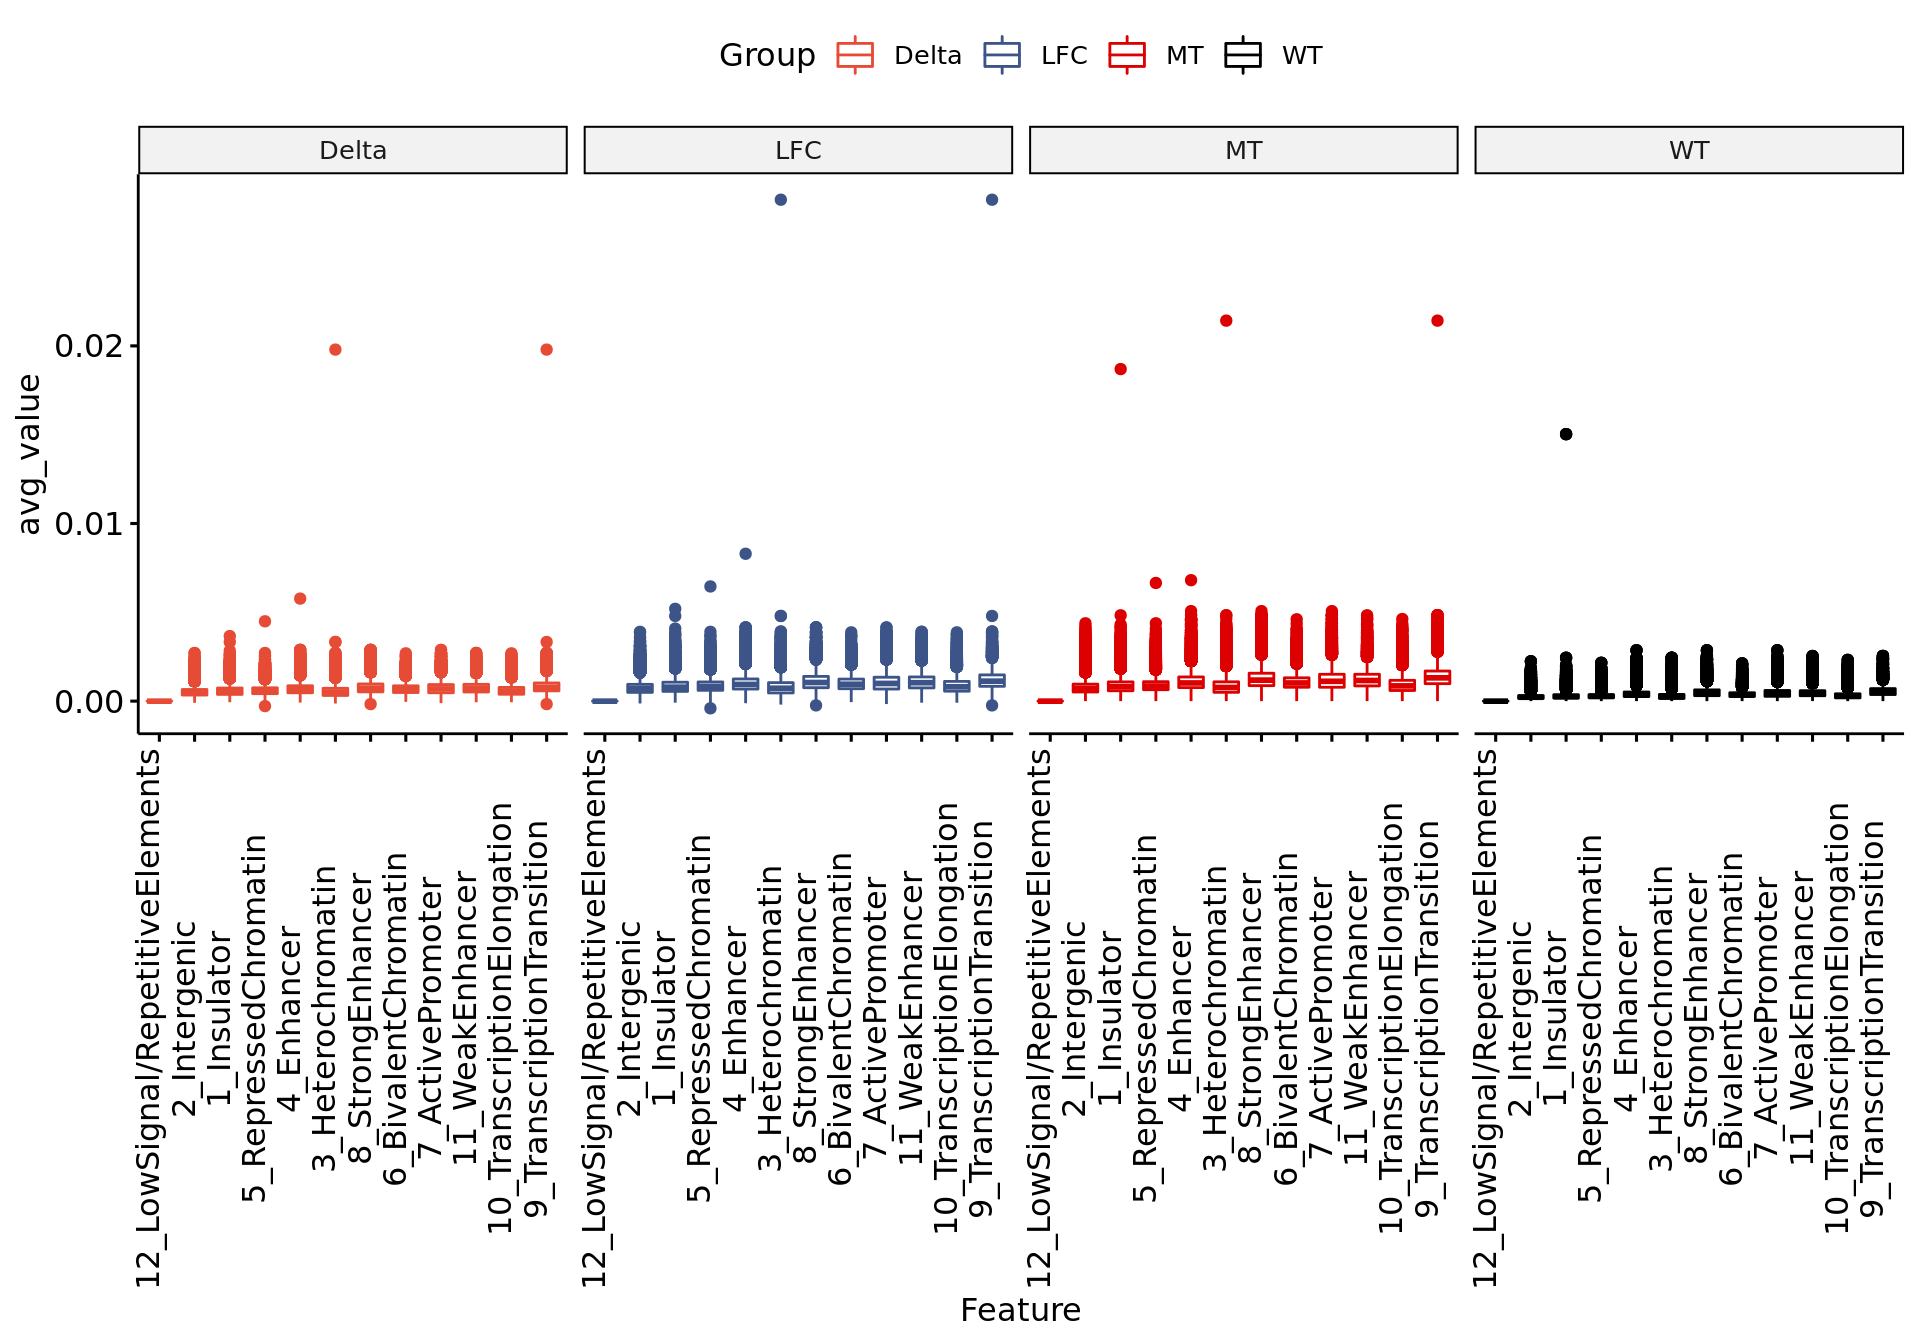 Group Delta LFC MT WT
Delta LFC MT WT
avg_value
0.02
0.01
0.00
12_LowSignal/RepetitiveElements
2_Intergenic
1_Insulator
5_RepressedChromatin
4_Enhancer
3_Heterochromatin
8_StrongEnhancer
6_BivalentChromatin
7_ActivePromoter
11_WeakEnhancer
10_TranscriptionElongation
9_TranscriptionTransition
12_LowSignal/RepetitiveElements
2_Intergenic
1_Insulator
5_RepressedChromatin
4_Enhancer
3_Heterochromatin
8_StrongEnhancer
6_BivalentChromatin
7_ActivePromoter
11_WeakEnhancer
10_TranscriptionElongation
9_TranscriptionTransition
12_LowSignal/RepetitiveElements
2_Intergenic
1_Insulator
5_RepressedChromatin
4_Enhancer
3_Heterochromatin
8_StrongEnhancer
6_BivalentChromatin
7_ActivePromoter
11_WeakEnhancer
10_TranscriptionElongation
9_TranscriptionTransition
12_LowSignal/RepetitiveElements
2_Intergenic
1_Insulator
5_RepressedChromatin
4_Enhancer
3_Heterochromatin
8_StrongEnhancer
6_BivalentChromatin
7_ActivePromoter
11_WeakEnhancer
10_TranscriptionElongation
9_TranscriptionTransition
Feature